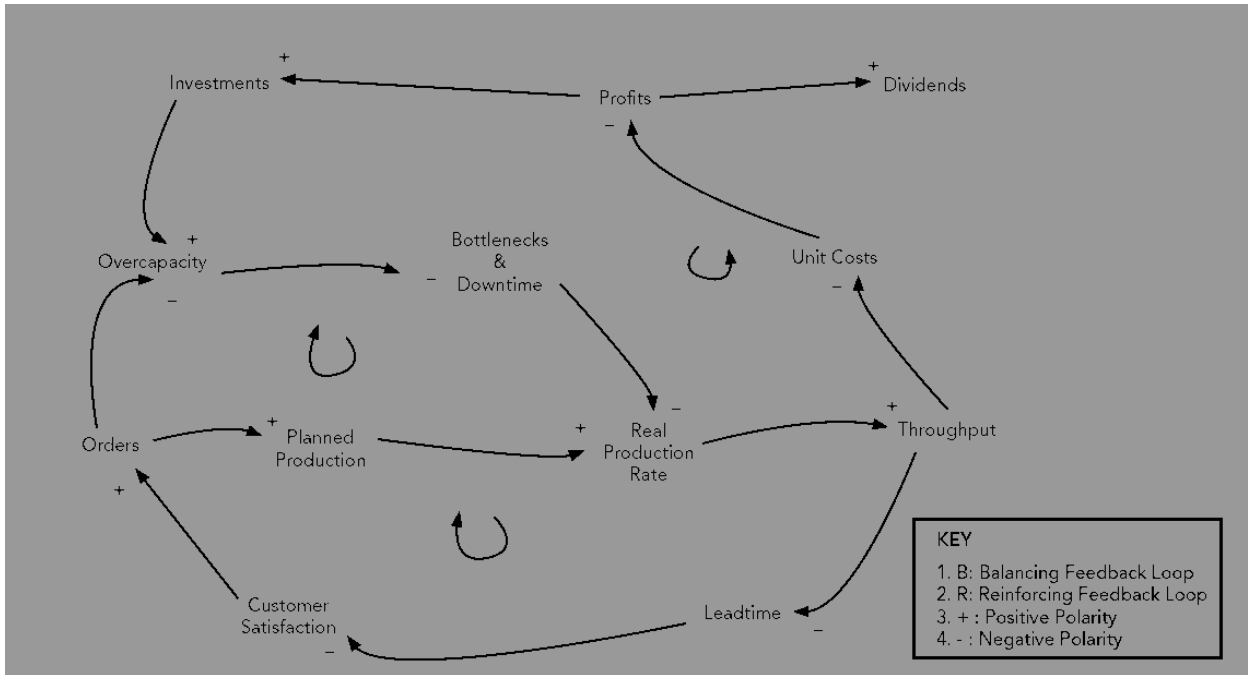 +
+
Investments
Profits
Dividends
−
+
Overcapacity
−
Bottlenecks
&
Downtime
−
Unit Costs
−
Orders
+
+
Planned
Production
+
−
Real
Production
Rate
+
Throughput
Customer
Satisfaction
−
Leadtime
−
KEY
1. B: Balancing Feedback Loop
2. R: Reinforcing Feedback Loop
3. + : Positive Polarity
4. - : Negative Polarity